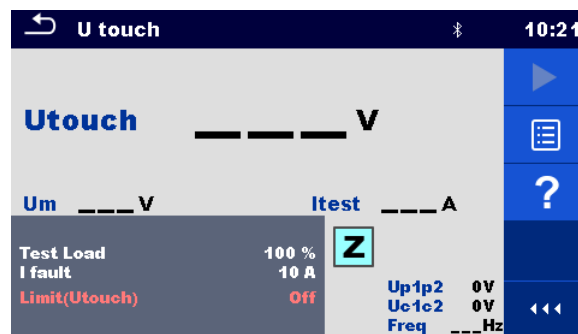 U touch 10:21
Utouch ___ V
Um ___ V Itest ___ A
Test Load 100 %
I fault 10 A
Limit(Utouch) Off
Z
Up1p2 0V
Uc1c2 0V
Freq ___Hz
?